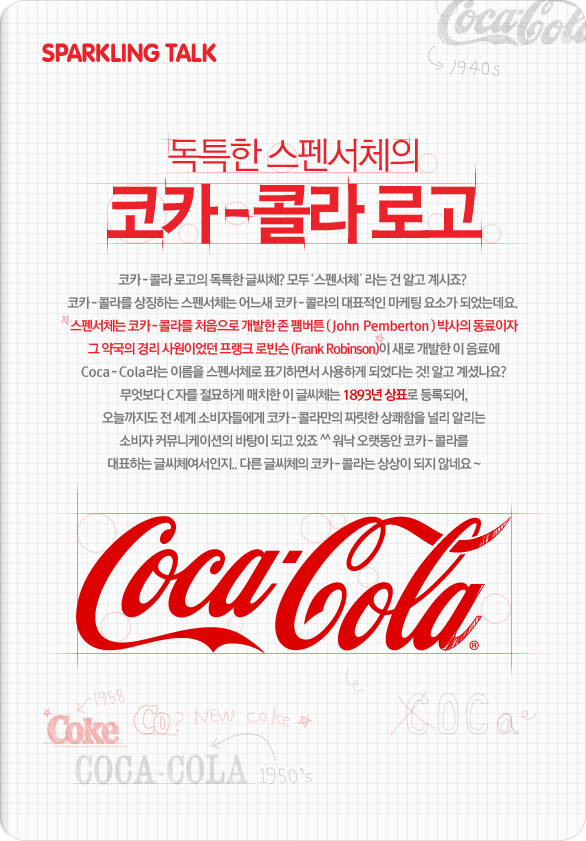 Coca-Cola
1940s
SPARKLING TALK
독특한 스펜서체의
코카-콜라 로고
코카-콜라 로고의 독특한 글씨체? 모두 '스펜서체' 라는 건 알고 계시죠?
코카-콜라를 상징하는 스펜서체는 어느새 코카-콜라의 대표적인 마케팅 요소가 되었는데요.
스펜서체는 코카-콜라를 처음으로 개발한 존 펨버튼 ( John Pemberton ) 박사의 동료이자
그 약국의 경리 사원이었던 프랭크 로빈슨 (Frank Robinson)이 새로 개발한 이 음료에
Coca-Cola라는 이름을 스펜서체로 표기하면서 사용하게 되었다는 것! 알고 계셨나요?
무엇보다 C자를 절묘하게 매치한 이 글씨체는 1893년 상표로 등록되어,
오늘까지도 전 세계 소비자들에게 코카-콜라만의 짜릿한 상쾌함을 널리 알리는
소비자 커뮤니케이션의 바탕이 되고 있죠 ^^ 워낙 오랫동안 코카-콜라를
대표하는 글씨체여서인지.. 다른 글씨체의 코카-콜라는 상상이 되지 않네요 ~
Coca-Cola ®
1958
Coke Co? NEW coke COCa
COCA-COLA 1950's